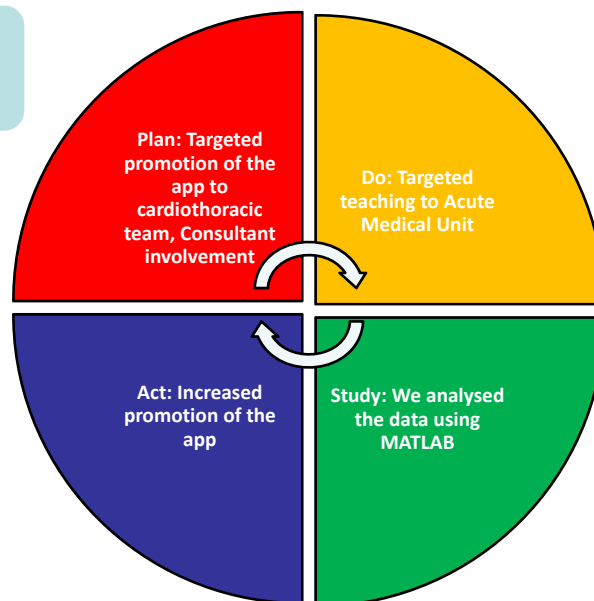 Plan: Targeted
promotion of the
app to
cardiothoracic
team, Consultant
involvement
Do: Targeted
teaching to Acute
Medical Unit
Act: Increased
promotion of the
app
Study: We analysed
the data using
MATLAB